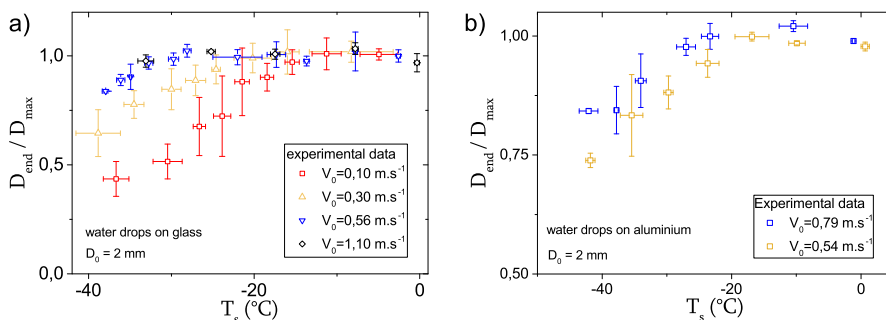 a)
D_end / D_max
1,0
0,5
0,0
experimental data
V_0=0,10 m.s^-1
V_0=0,30 m.s^-1
V_0=0,56 m.s^-1
V_0=1,10 m.s^-1
water drops on glass
D_0 = 2 mm
-40
-20
0
T_s (°C)
b)
D_end / D_max
1,00
0,75
0,50
Experimental data
V_0=0,79 m.s^-1
V_0=0,54 m.s^-1
water drops on aluminium
D_0 = 2 mm
-40
-20
0
T_s (°C)